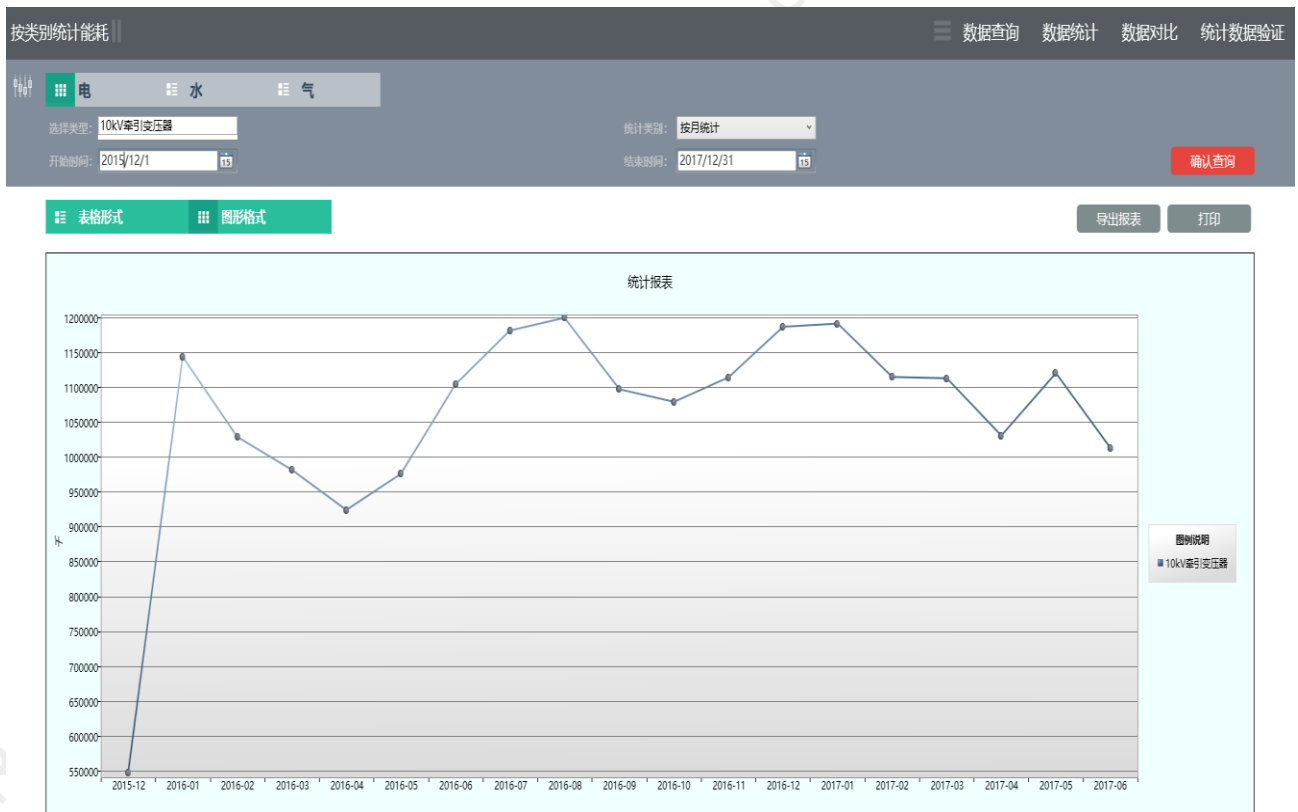 按类别统计能耗
数据查询 数据统计 数据对比 统计数据验证
电 水 气
选择类型: 10kV牵引变压器 统计类别: 按月统计
开始时间: 2015/12/1 15 结束时间: 2017/12/31 15 确认查询
表格形式 图形格式 导出报表 打印
统计报表
1200000
1150000
1100000
1050000
1000000
950000
900000
850000
800000
750000
700000
650000
600000
550000
2015-12 2016-01 2016-02 2016-03 2016-04 2016-05 2016-06 2016-07 2016-08 2016-09 2016-10 2016-11 2016-12 2017-01 2017-02 2017-03 2017-04 2017-05 2017-06
图例说明
10kV牵引变压器